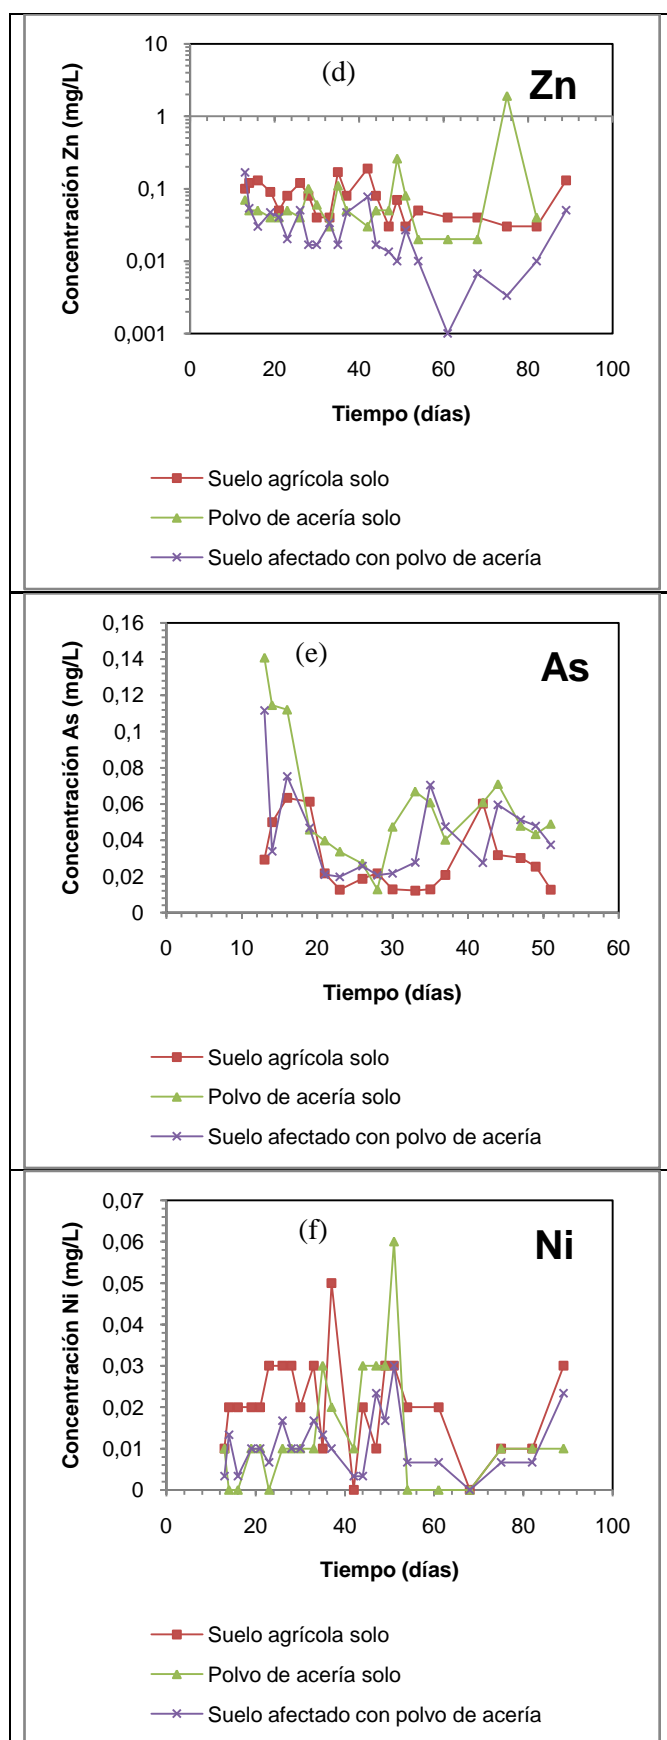 (d)
Zn
Concentración Zn (mg/L)
10
1
0,1
0,01
0,001
0 20 40 60 80 100
Tiempo (días)
Suelo agrícola solo
Polvo de acería solo
Suelo afectado con polvo de acería
(e)
As
Concentración As (mg/L)
0,16
0,14
0,12
0,1
0,08
0,06
0,04
0,02
0
0 10 20 30 40 50 60
Tiempo (días)
Suelo agrícola solo
Polvo de acería solo
Suelo afectado con polvo de acería
(f)
Ni
Concentración Ni (mg/L)
0,07
0,06
0,05
0,04
0,03
0,02
0,01
0
0 20 40 60 80 100
Tiempo (días)
Suelo agrícola solo
Polvo de acería solo
Suelo afectado con polvo de acería